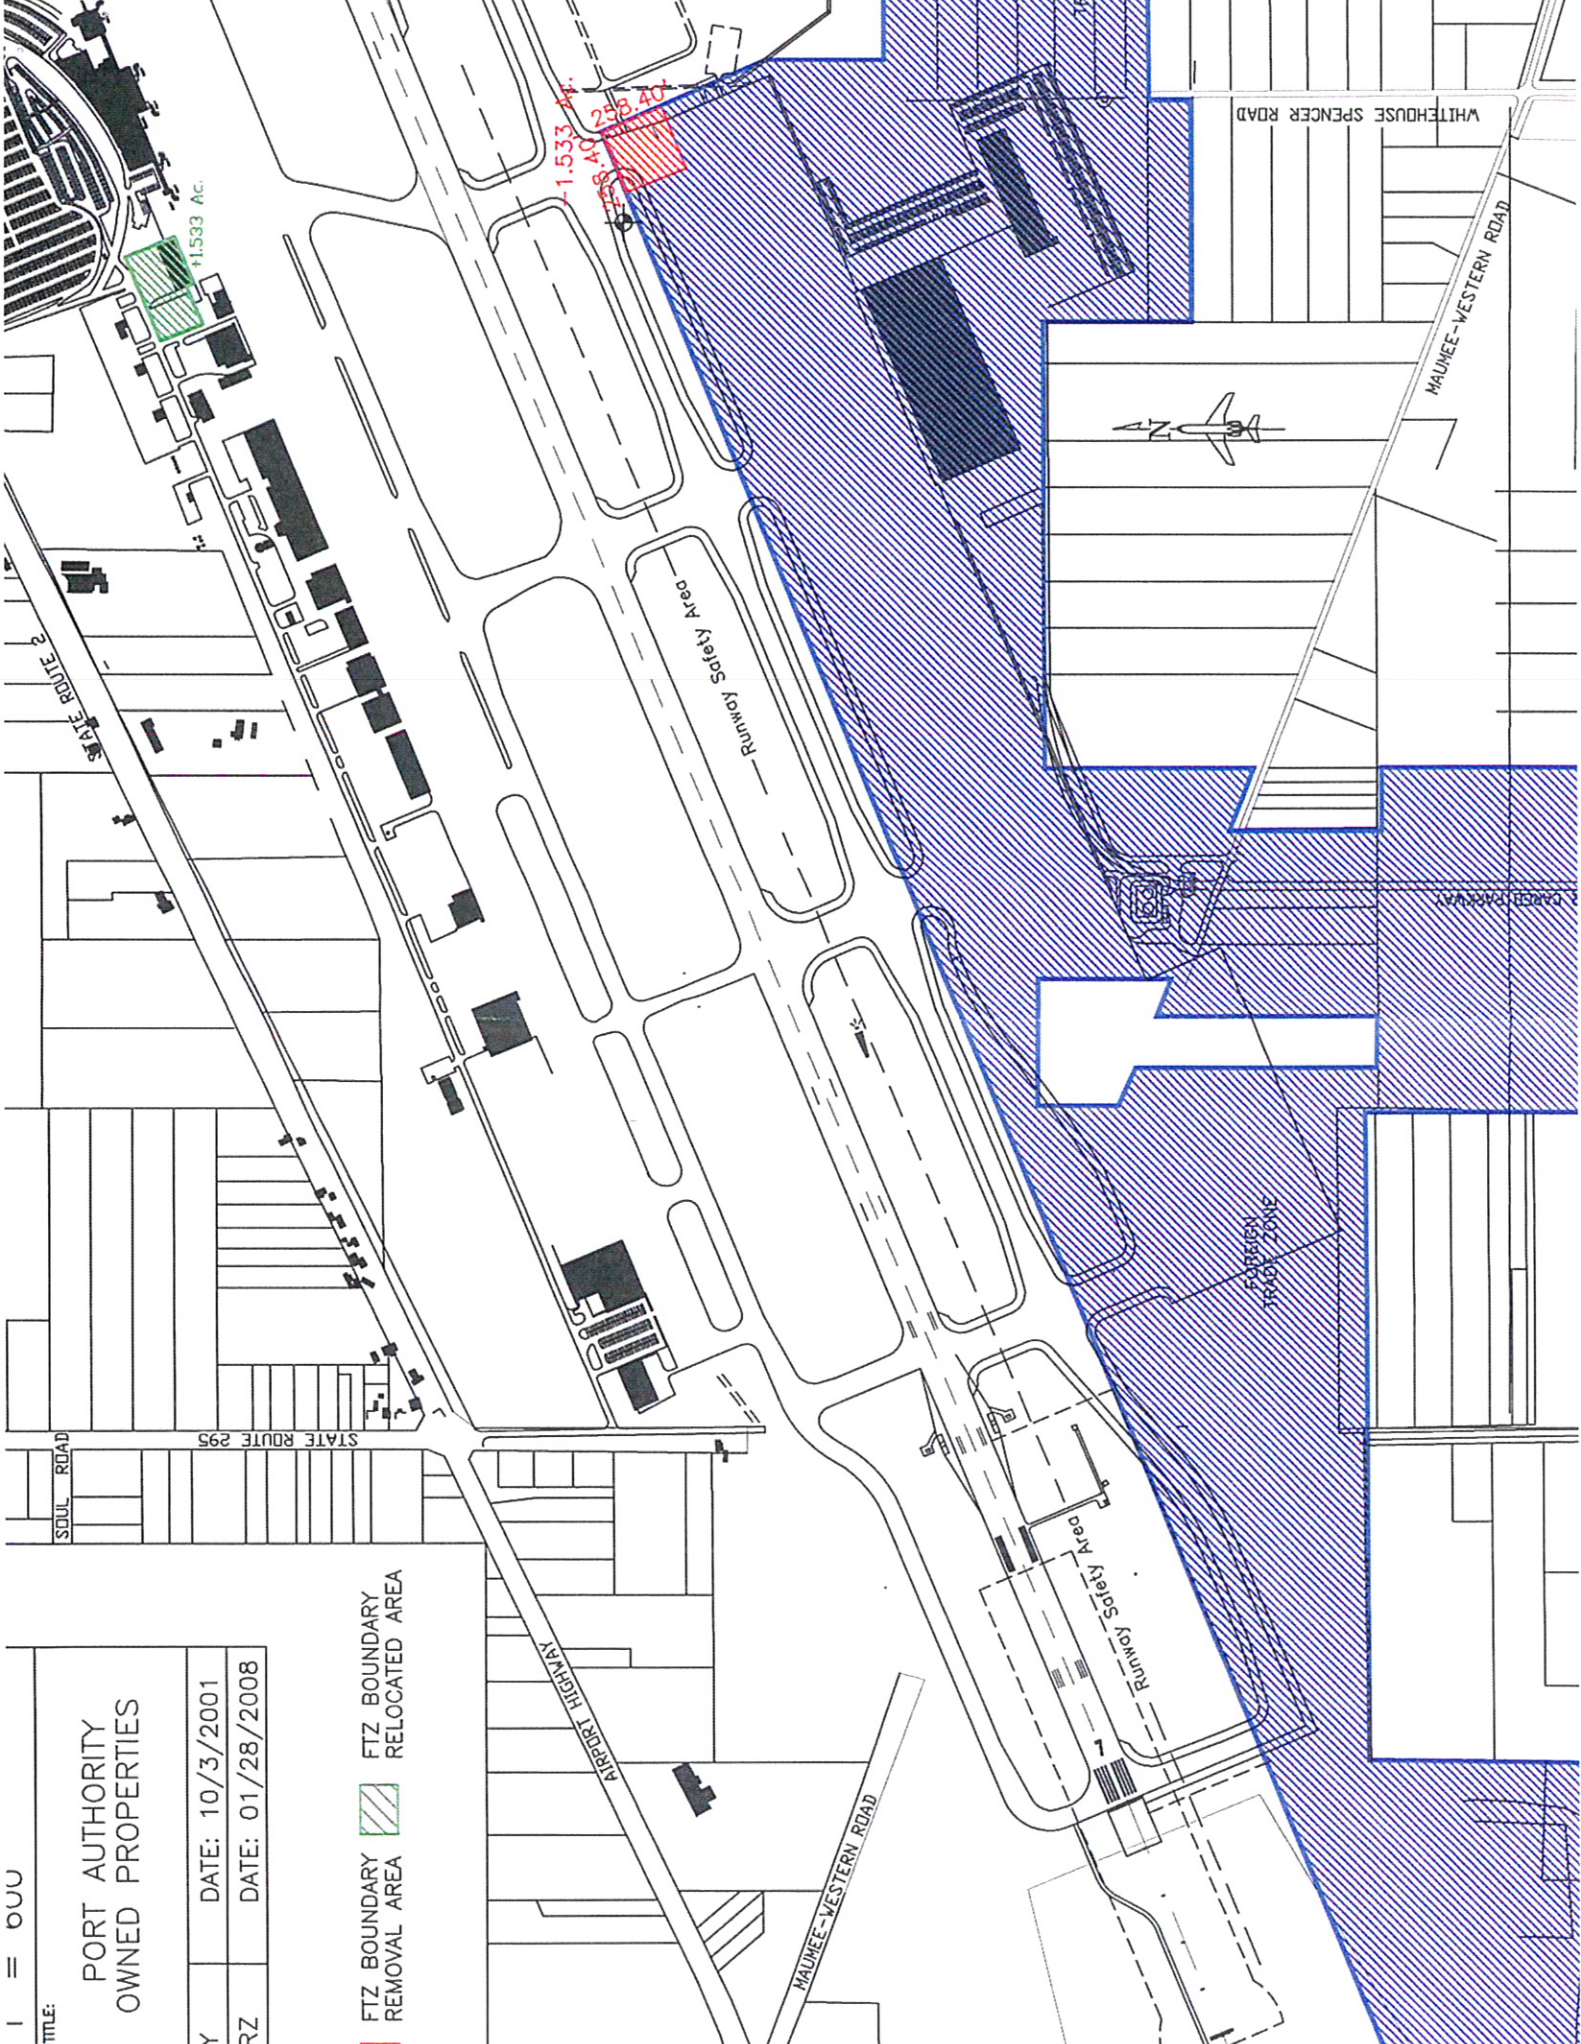 1.533 Ac.
258.40'
258.40'
+1.533 Ac.
WHITEHOUSE SPENCER ROAD
MAUMEE-WESTERN ROAD
N
STATE ROUTE 2
Runway Safety Area
FOREIGN
TRADE ZONE
STATE ROUTE 295
SOUL ROAD
Runway Safety Area
7
AIRPORT HIGHWAY
MAUMEE-WESTERN ROAD
TITLE:
PORT AUTHORITY
OWNED PROPERTIES
DATE: 10/3/2001
RZ
DATE: 01/28/2008
FTZ BOUNDARY
REMOVAL AREA
FTZ BOUNDARY
RELOCATED AREA